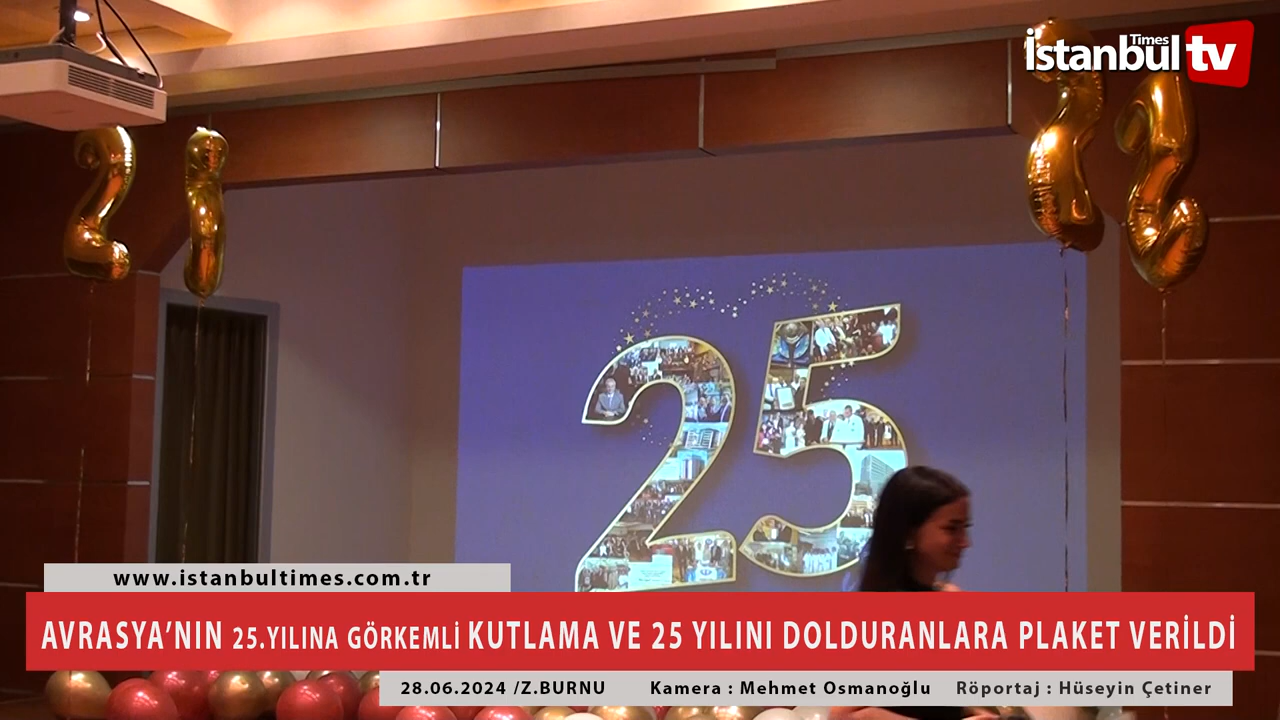 İstanbul Times tv
25
www.istanbultimes.com.tr
AVRASYA’NIN 25.YILINA GÖRKEMLİ KUTLAMA VE 25 YILINI DOLDURANLARA PLAKET VERİLDİ
28.06.2024 /Z.BURNU Kamera : Mehmet Osmanoğlu Röportaj : Hüseyin Çetiner